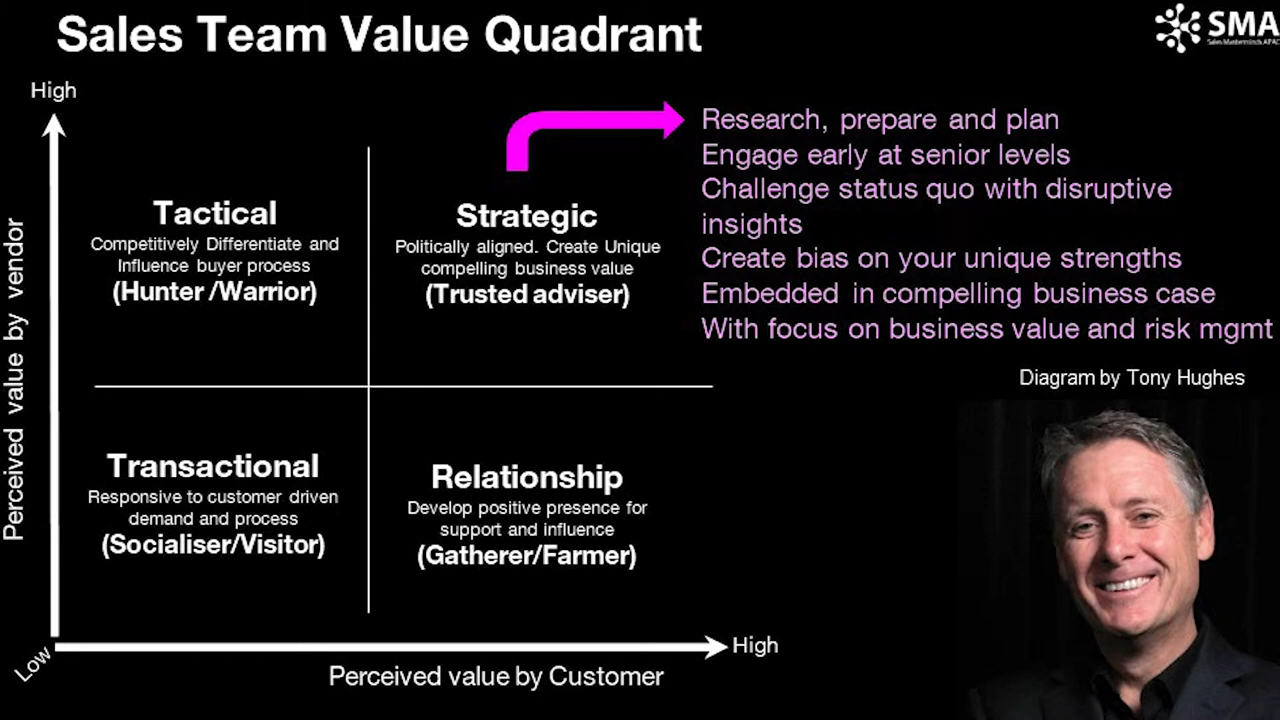 Sales Team Value Quadrant
SMA
Sales Masterminds APAC
High
Perceived value by vendor
Tactical
Competitively Differentiate and
Influence buyer process
(Hunter /Warrior)
Strategic
Politically aligned. Create Unique
compelling business value
(Trusted adviser)
Research, prepare and plan
Engage early at senior levels
Challenge status quo with disruptive
insights
Create bias on your unique strengths
Embedded in compelling business case
With focus on business value and risk mgmt
Diagram by Tony Hughes
Transactional
Responsive to customer driven
demand and process
(Socialiser/Visitor)
Relationship
Develop positive presence for
support and influence
(Gatherer/Farmer)
Low
High
Perceived value by Customer